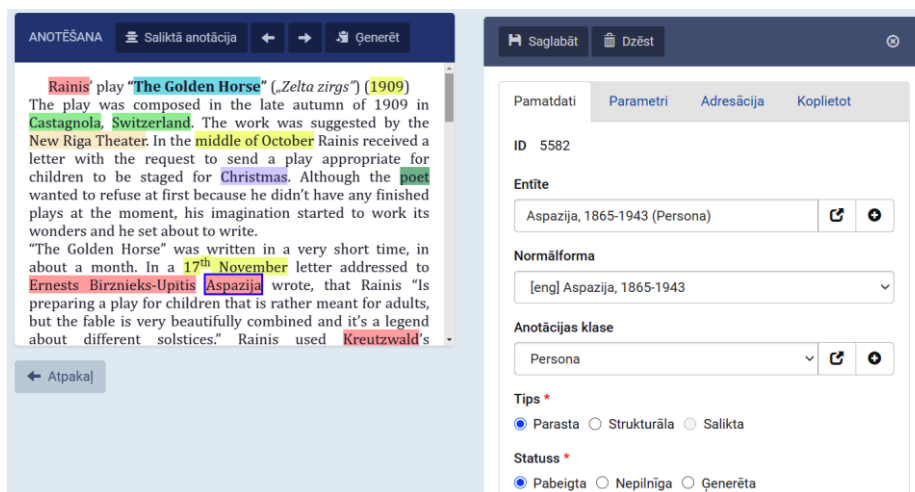 ANOTĒŠANA Saliktā anotācija Ģenerēt
Rainis' play “The Golden Horse” („Zelta zirgs”) (1909)
The play was composed in the late autumn of 1909 in
Castagnola, Switzerland. The work was suggested by the
New Riga Theater. In the middle of October Rainis received a
letter with the request to send a play appropriate for
children to be staged for Christmas. Although the poet
wanted to refuse at first because he didn't have any finished
plays at the moment, his imagination started to work its
wonders and he set about to write.
“The Golden Horse” was written in a very short time, in
about a month. In a 17th November letter addressed to
Ernests Birznieks-Upītis Aspazija wrote, that Rainis “Is
preparing a play for children that is rather meant for adults,
but the fable is very beautifully combined and it's a legend
about different solstices.” Rainis used Kreutzwald's
Atpakaļ
Saglabāt Dzēst
Pamatdati Parametri Adresācija Koplietot
ID 5582
Entīte
Aspazija, 1865-1943 (Persona)
Normālforma
[eng] Aspazija, 1865-1943
Anotācijas klase
Persona
Tips *
Parasta Strukturāla Salikta
Statuss *
Pabeigta Nepilnīga Ģenerēta